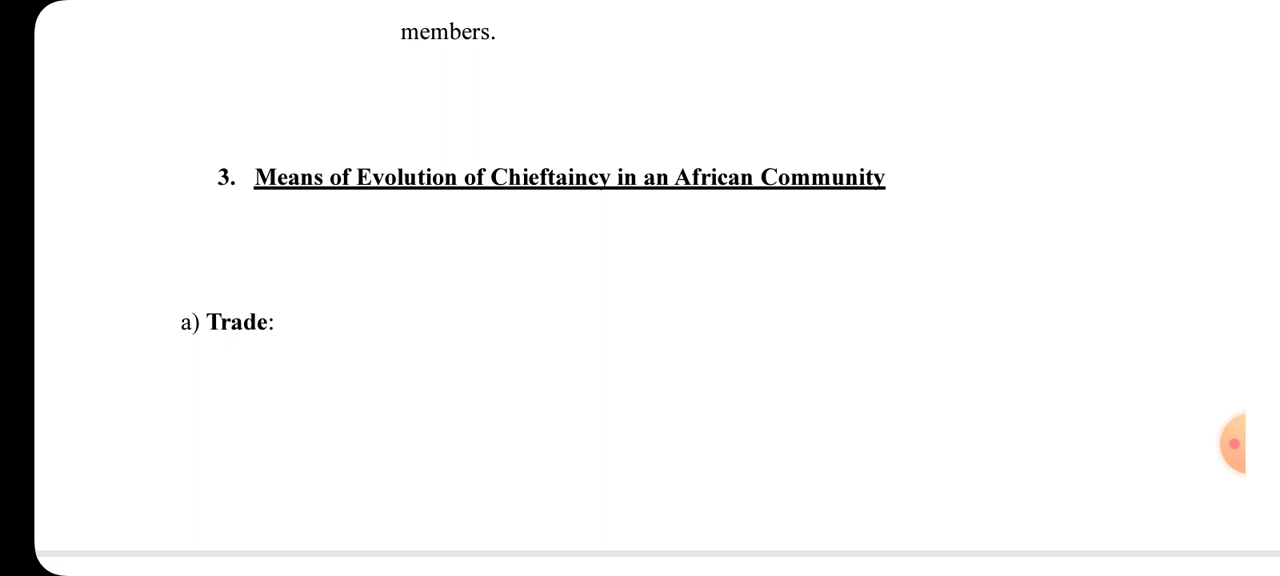 members.
3. Means of Evolution of Chieftaincy in an African Community
a) Trade: